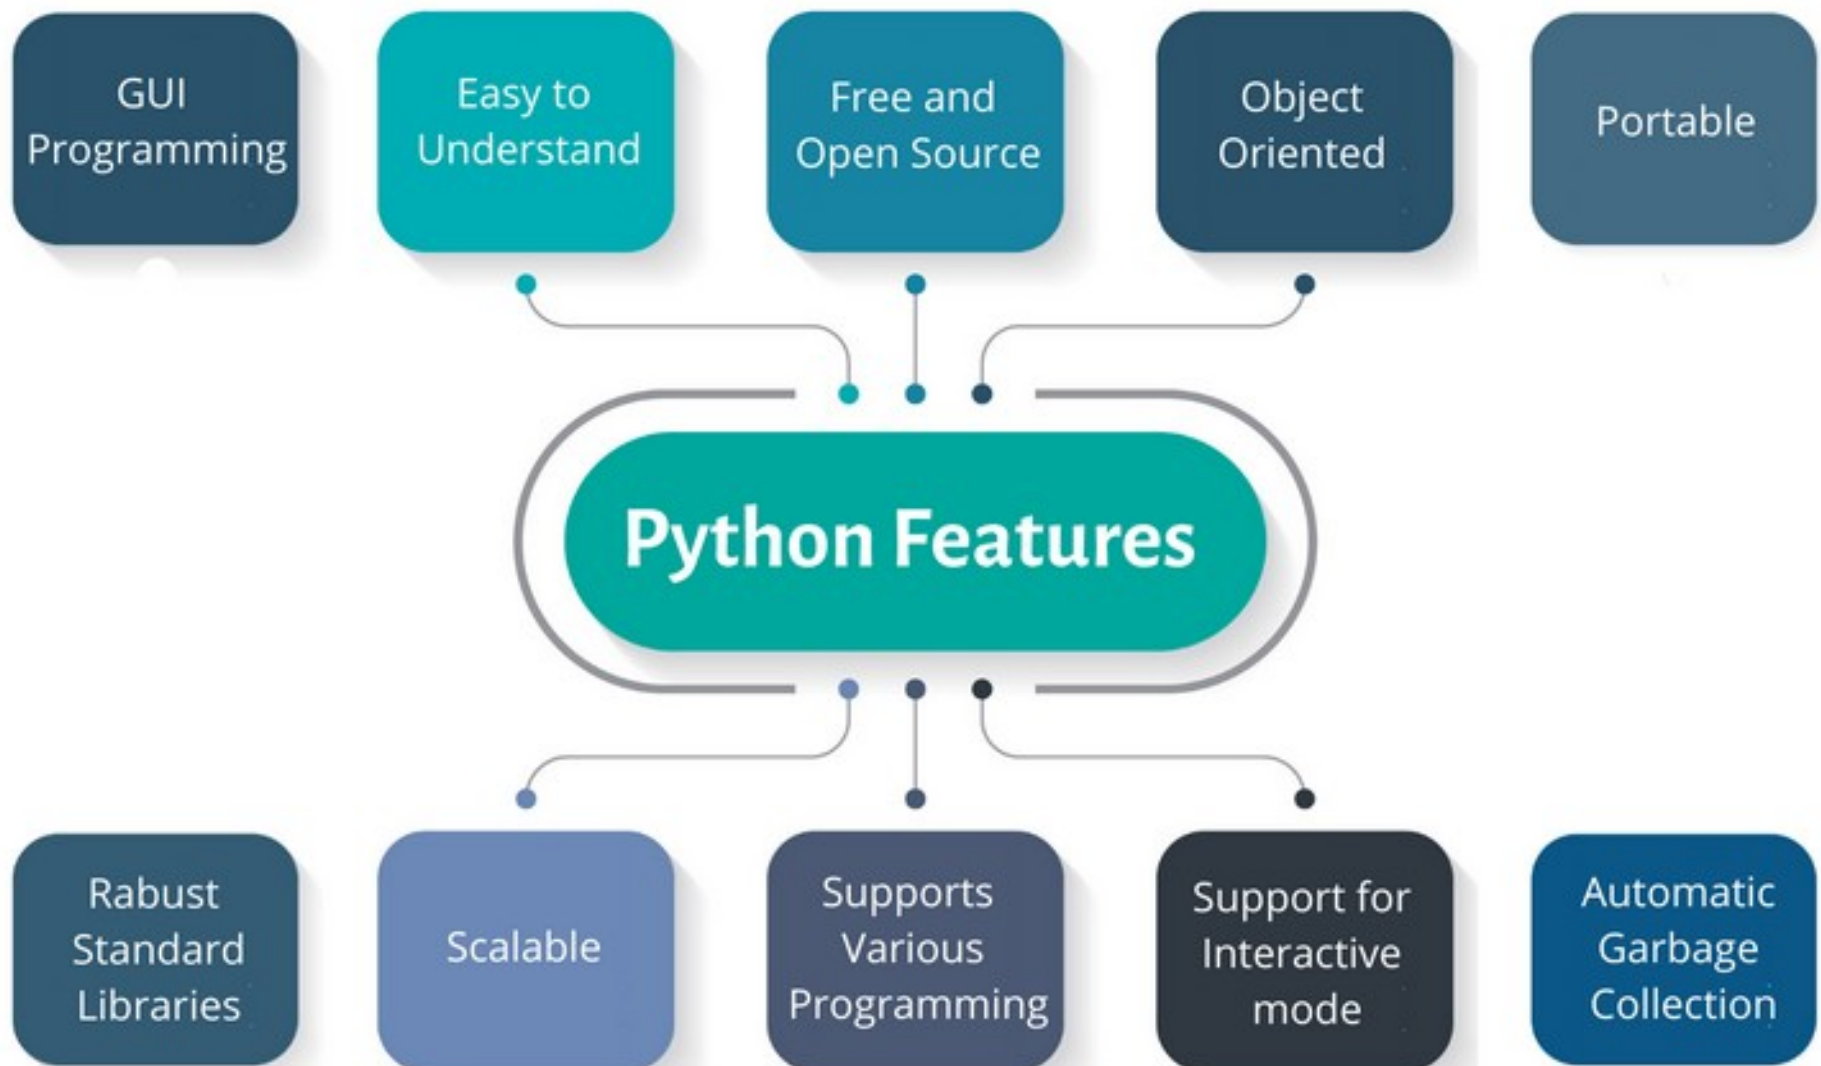 GUI
Programming
Easy to
Understand
Free and
Open Source
Object
Oriented
Portable
Python Features
Rabust
Standard
Libraries
Scalable
Supports
Various
Programming
Support for
Interactive
mode
Automatic
Garbage
Collection